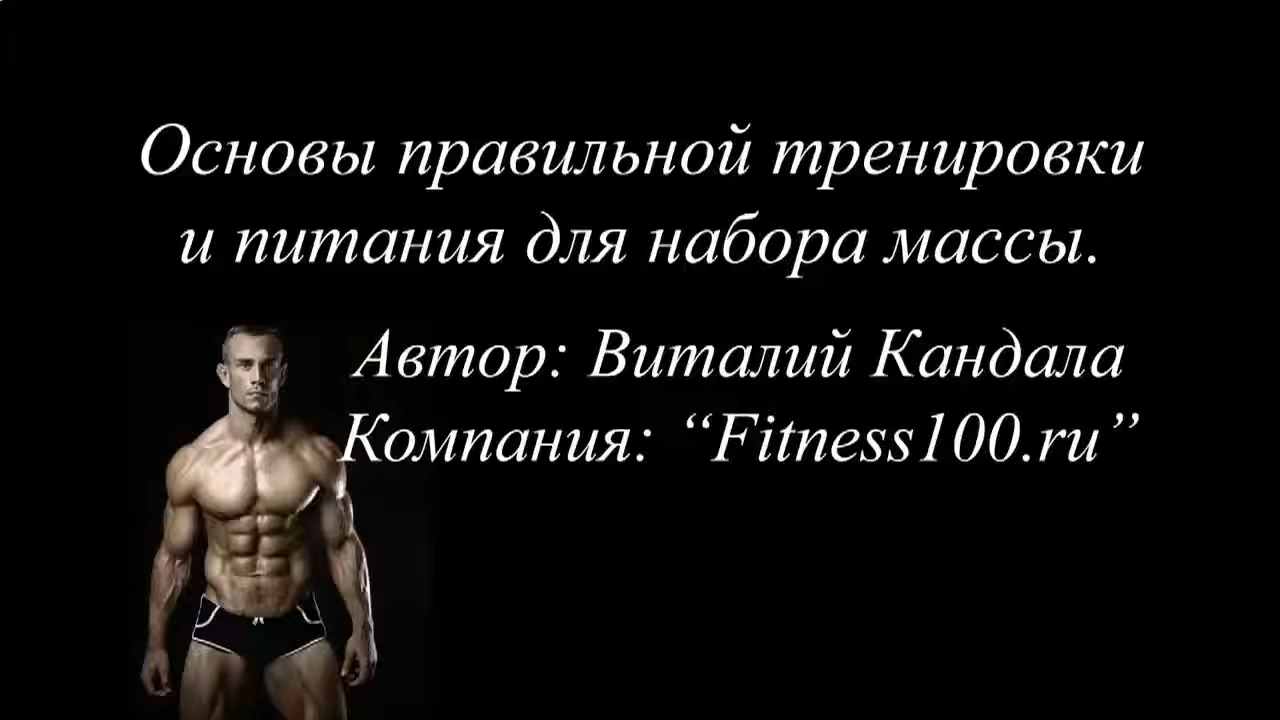 Основы правильной тренировки
и питания для набора массы.
Автор: Виталий Кандала
Компания: “Fitness100.ru”